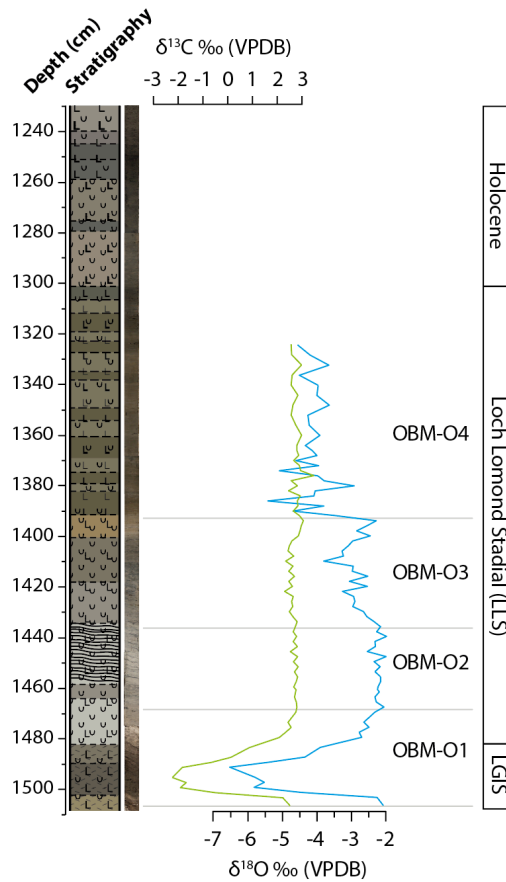 δ13C ‰ (VPDB)
Depth (cm)
Stratigraphy
-3 -2 -1 0 1 2 3
1240
1260
1280
1300
1320
1340
1360
1380
1400
1420
1440
1460
1480
1500
OBM-O4
OBM-O3
OBM-O2
OBM-O1
Holocene
Loch Lomond Stadial (LLS)
LGIS
-7 -6 -5 -4 -3 -2
δ18O ‰ (VPDB)